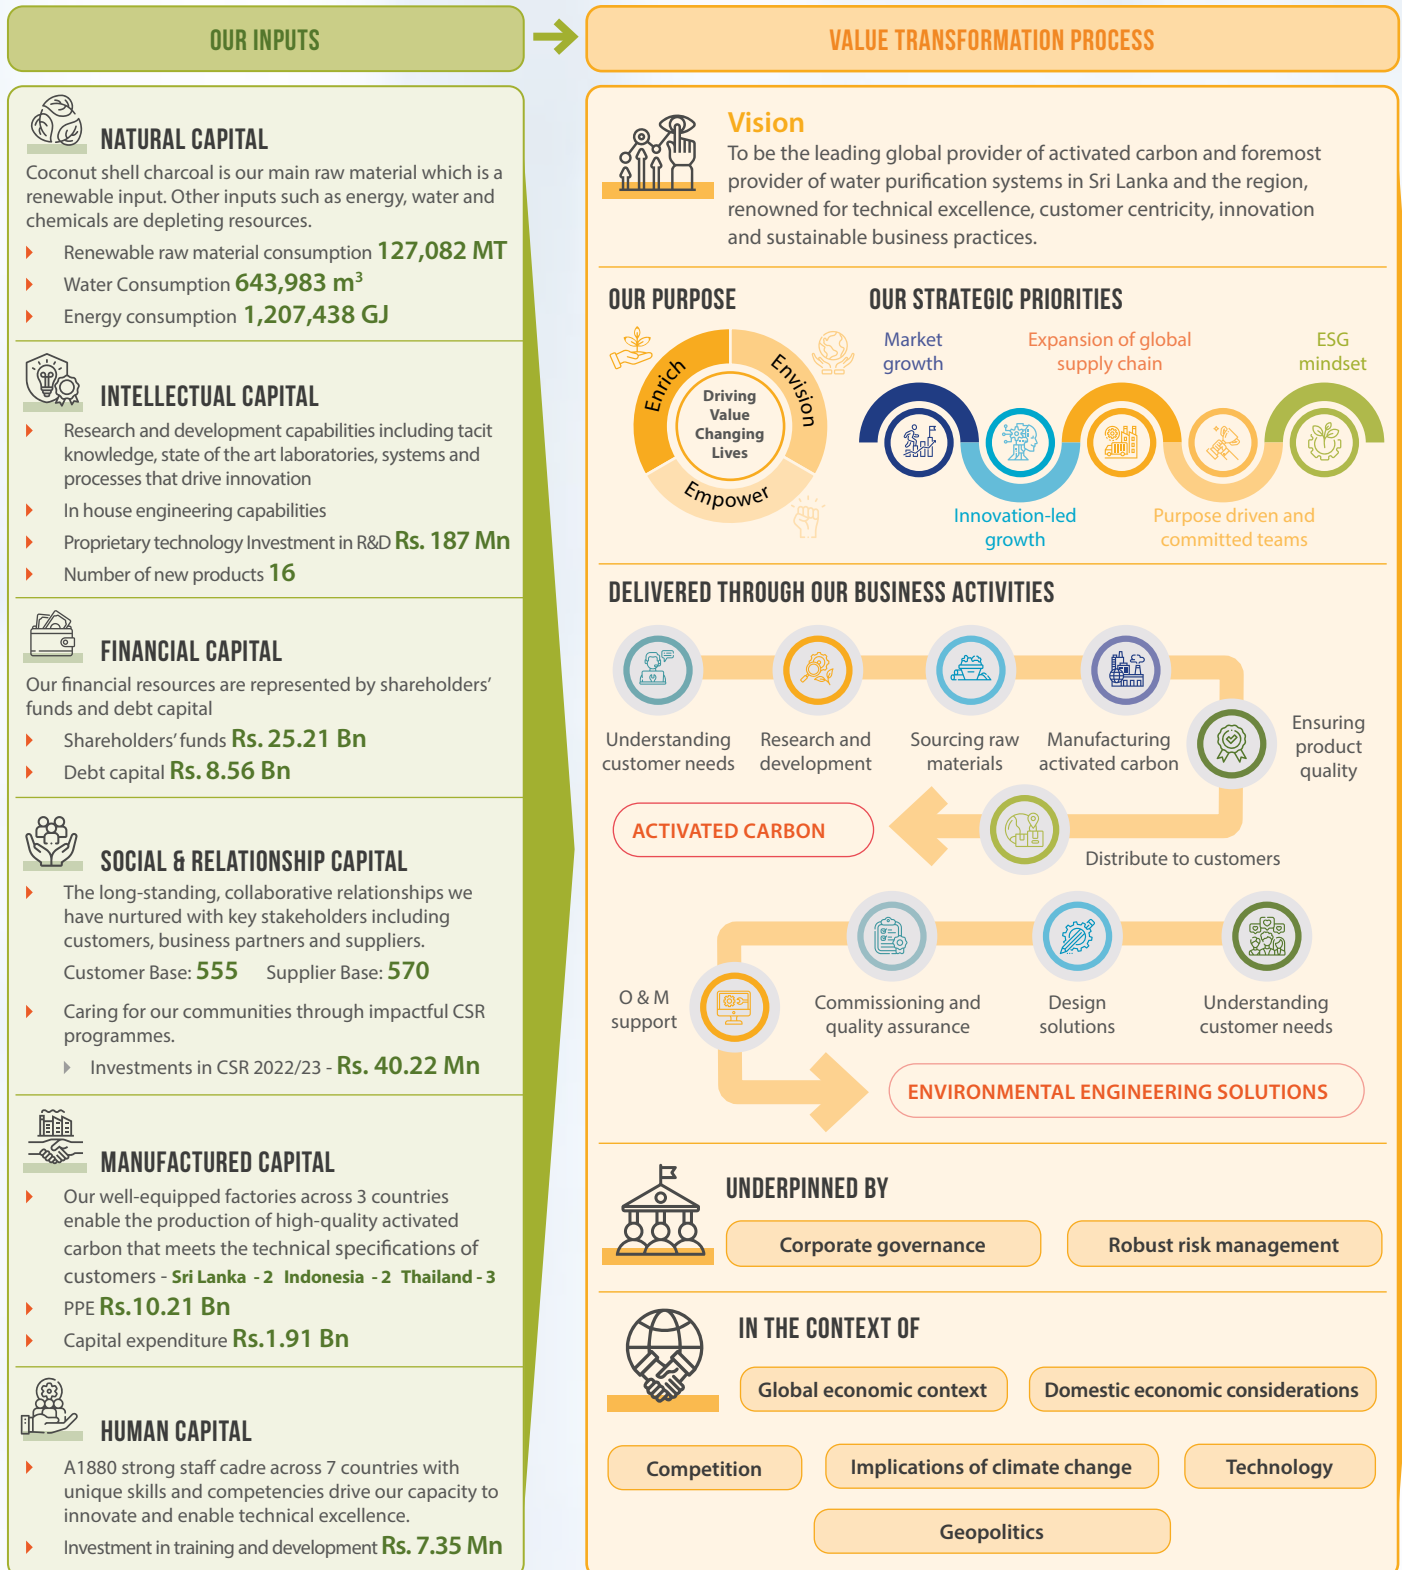 OUR INPUTS
NATURAL CAPITAL
Coconut shell charcoal is our main raw material which is a
renewable input. Other inputs such as energy, water and
chemicals are depleting resources.
Renewable raw material consumption 127,082 MT
Water Consumption 643,983 m³
Energy consumption 1,207,438 GJ
INTELLECTUAL CAPITAL
Research and development capabilities including tacit
knowledge, state of the art laboratories, systems and
processes that drive innovation
In house engineering capabilities
Proprietary technology Investment in R&D Rs. 187 Mn
Number of new products 16
FINANCIAL CAPITAL
Our financial resources are represented by shareholders’
funds and debt capital
Shareholders’ funds Rs. 25.21 Bn
Debt capital Rs. 8.56 Bn
SOCIAL & RELATIONSHIP CAPITAL
The long-standing, collaborative relationships we
have nurtured with key stakeholders including
customers, business partners and suppliers.
Customer Base: 555 Supplier Base: 570
Caring for our communities through impactful CSR
programmes.
Investments in CSR 2022/23 - Rs. 40.22 Mn
MANUFACTURED CAPITAL
Our well-equipped factories across 3 countries
enable the production of high-quality activated
carbon that meets the technical specifications of
customers - Sri Lanka - 2 Indonesia - 2 Thailand - 3
PPE Rs.10.21 Bn
Capital expenditure Rs.1.91 Bn
HUMAN CAPITAL
A1880 strong staff cadre across 7 countries with
unique skills and competencies drive our capacity to
innovate and enable technical excellence.
Investment in training and development Rs. 7.35 Mn
VALUE TRANSFORMATION PROCESS
Vision
To be the leading global provider of activated carbon and foremost
provider of water purification systems in Sri Lanka and the region,
renowned for technical excellence, customer centricity, innovation
and sustainable business practices.
OUR PURPOSE
Enrich
Envision
Empower
Driving
Value
Changing
Lives
OUR STRATEGIC PRIORITIES
Market
growth
Innovation-led
growth
Expansion of global
supply chain
Purpose driven and
committed teams
ESG
mindset
DELIVERED THROUGH OUR BUSINESS ACTIVITIES
Understanding
customer needs
Research and
development
Sourcing raw
materials
Manufacturing
activated carbon
Ensuring
product
quality
Distribute to customers
ACTIVATED CARBON
Understanding
customer needs
Design
solutions
Commissioning and
quality assurance
O & M
support
ENVIRONMENTAL ENGINEERING SOLUTIONS
UNDERPINNED BY
Corporate governance
Robust risk management
IN THE CONTEXT OF
Global economic context
Domestic economic considerations
Competition
Implications of climate change
Technology
Geopolitics